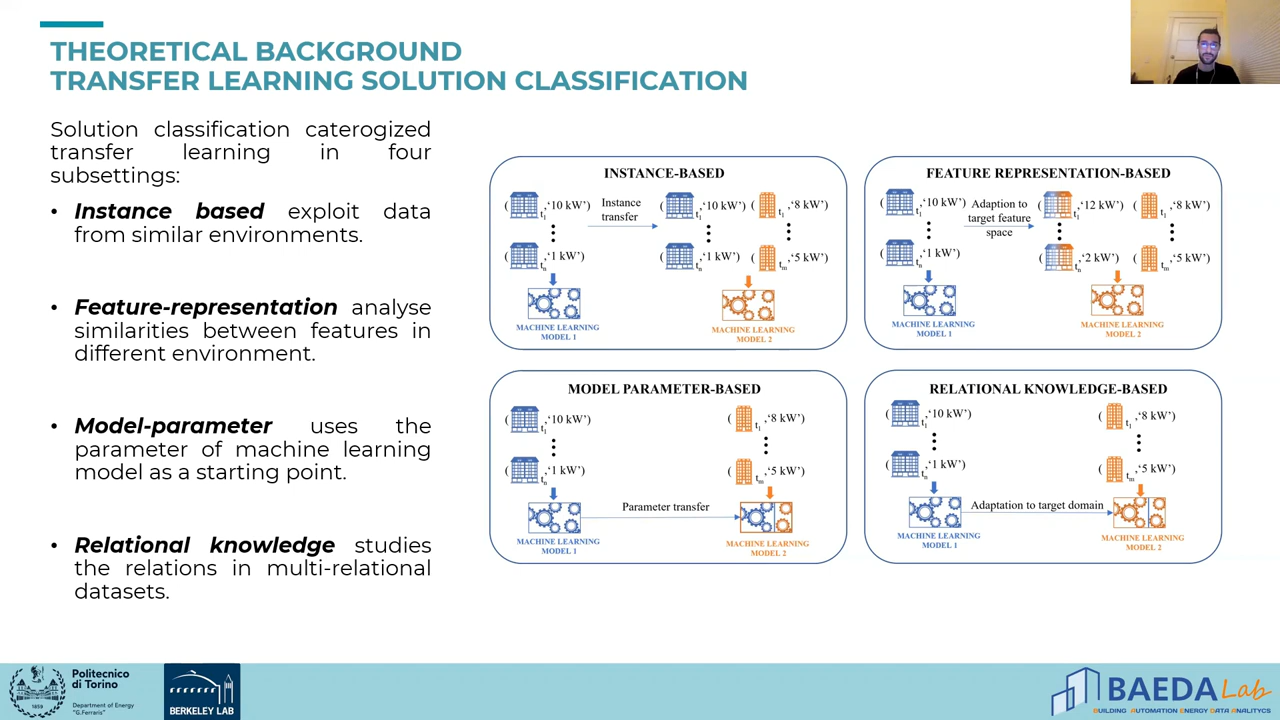 THEORETICAL BACKGROUND
TRANSFER LEARNING SOLUTION CLASSIFICATION
Solution classification caterogized
transfer learning in four
subsettings:
• Instance based exploit data
from similar environments.
• Feature-representation analyse
similarities between features in
different environment.
• Model-parameter uses the
parameter of machine learning
model as a starting point.
• Relational knowledge studies
the relations in multi-relational
datasets.
INSTANCE-BASED
( t1,‘10 kW’)
Instance
transfer
( t1,‘10 kW’) ( t1,‘8 kW’)
( tn,‘1 kW’) ( tn,‘1 kW’) ( tm,‘5 kW’)
MACHINE LEARNING
MODEL 1
MACHINE LEARNING
MODEL 2
FEATURE REPRESENTATION-BASED
( t1,‘10 kW’)
Adaption to
target feature
space
( t1,‘12 kW’) ( t1,‘8 kW’)
( tn,‘1 kW’) ( tn,‘2 kW’) ( tm,‘5 kW’)
MACHINE LEARNING
MODEL 1
MACHINE LEARNING
MODEL 2
MODEL PARAMETER-BASED
( t1,‘10 kW’) ( t1,‘8 kW’)
( tn,‘1 kW’) ( tm,‘5 kW’)
Parameter transfer
MACHINE LEARNING
MODEL 1
MACHINE LEARNING
MODEL 2
RELATIONAL KNOWLEDGE-BASED
( t1,‘10 kW’) ( t1,‘8 kW’)
( tn,‘1 kW’) ( tm,‘5 kW’)
Adaptation to target domain
MACHINE LEARNING
MODEL 1
MACHINE LEARNING
MODEL 2
1859
Politecnico
di Torino
Department of Energy
"G.Ferraris"
BERKELEY LAB
BAEDA Lab
BUILDING AUTOMATION ENERGY DATA ANALITYCS